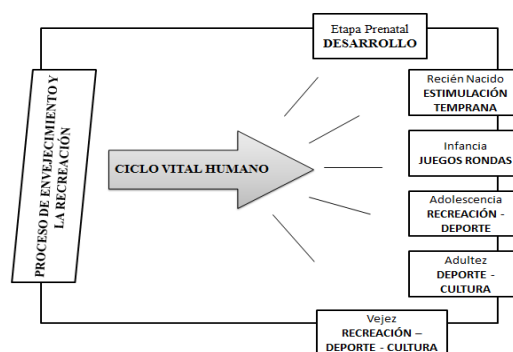 Etapa Prenatal
DESARROLLO
Recién Nacido
ESTIMULACIÓN
TEMPRANA
PROCESO DE ENVEJECIMIENTO Y
LA RECREACIÓN
CICLO VITAL HUMANO
Infancia
JUEGOS RONDAS
Adolescencia
RECREACIÓN -
DEPORTE
Adultez
DEPORTE -
CULTURA
Vejez
RECREACIÓN –
DEPORTE - CULTURA